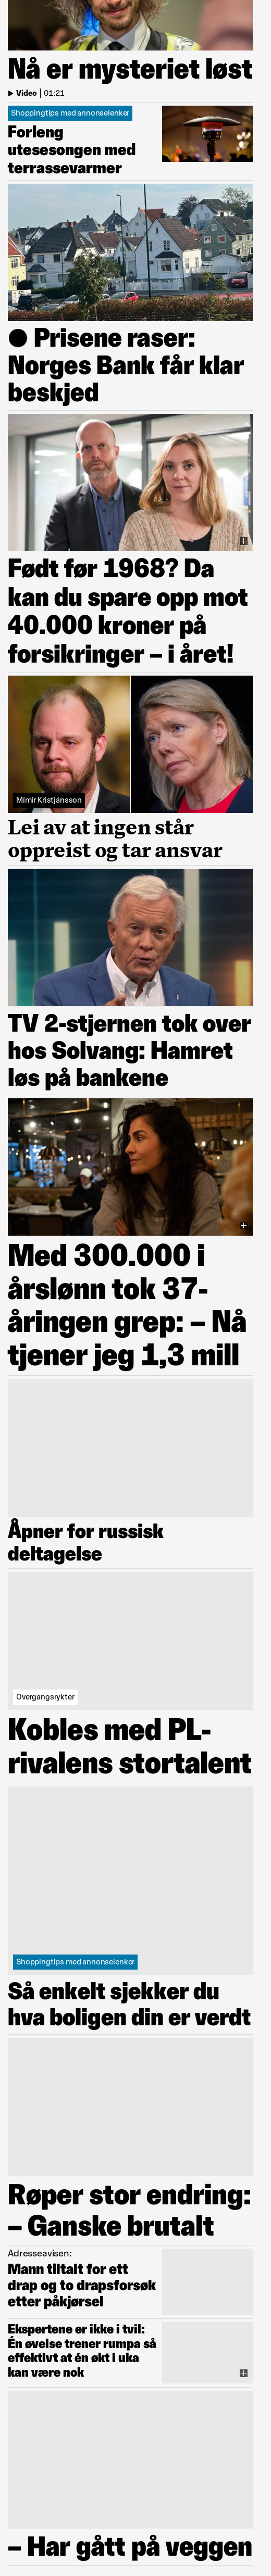 Nå er mysteriet løst
Video | 01:21
Shoppingtips med annonselenker
Forleng
utesesongen med
terrassevarmer
Prisene raser:
Norges Bank får klar
beskjed
Født før 1968? Da
kan du spare opp mot
40.000 kroner på
forsikringer – i året!
Mímir Kristjánsson
Lei av at ingen står
oppreist og tar ansvar
TV 2-stjernen tok over
hos Solvang: Hamret
løs på bankene
Med 300.000 i
årslønn tok 37-
åringen grep: – Nå
tjener jeg 1,3 mill
Åpner for russisk
deltagelse
Overgangsrykter
Kobles med PL-
rivalens stortalent
Shoppingtips med annonselenker
Så enkelt sjekker du
hva boligen din er verdt
Røper stor endring:
– Ganske brutalt
Adresseavisen:
Mann tiltalt for ett
drap og to drapsforsøk
etter påkjørsel
Ekspertene er ikke i tvil:
Én øvelse trener rumpa så
effektivt at én økt i uka
kan være nok
– Har gått på veggen